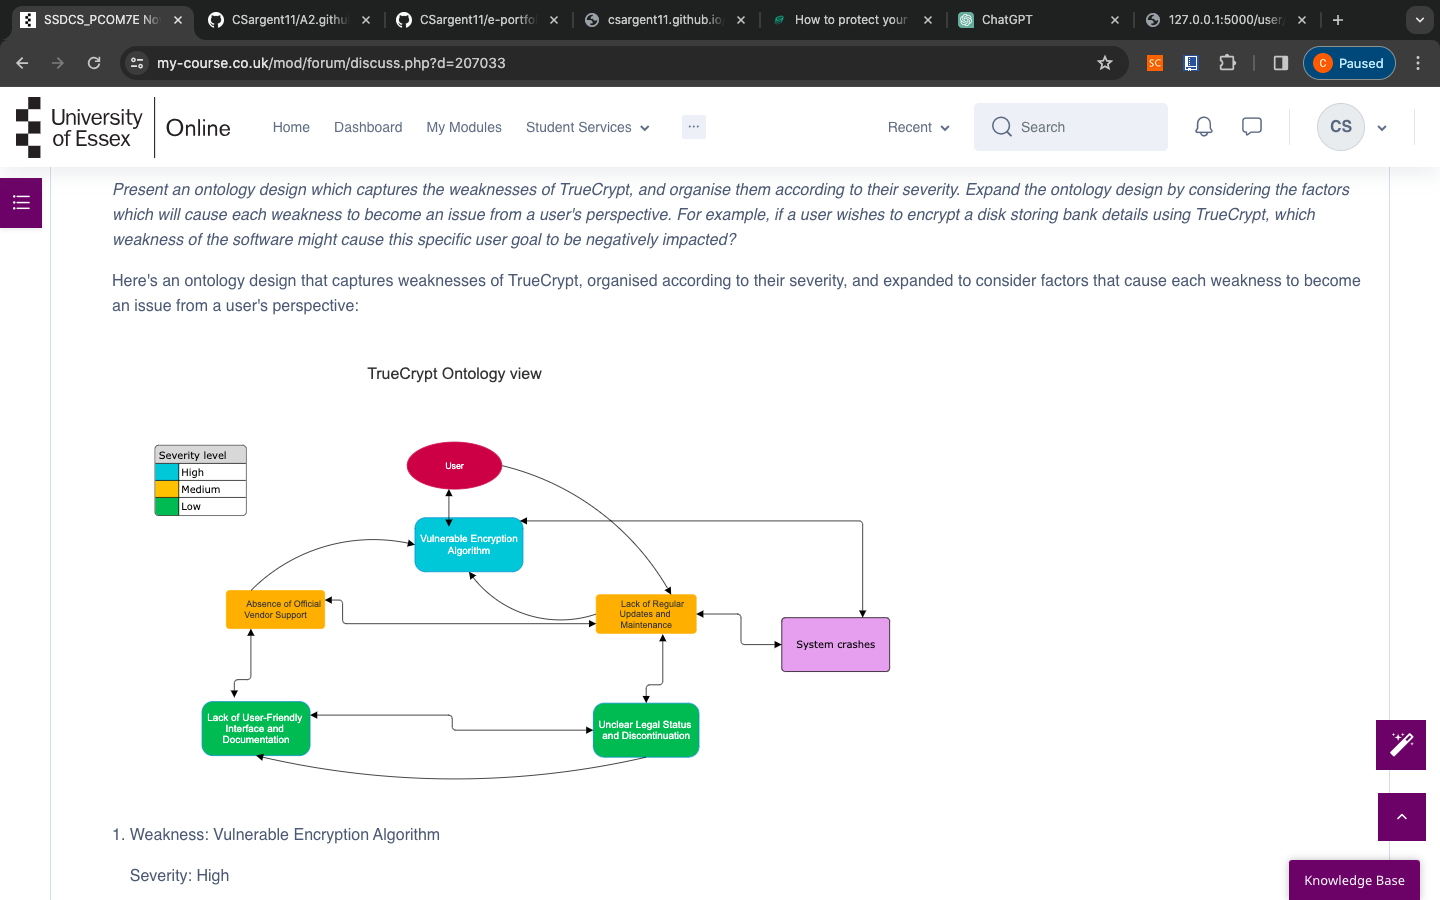 SSDCS_PCOM7E No
CSargent11/A2.githu
CSargent11/e-portfo
csargent11.github.io
How to protect your
ChatGPT
127.0.0.1:5000/user
my-course.co.uk/mod/forum/discuss.php?d=207033
SC
C Paused
University of Essex
Online
Home
Dashboard
My Modules
Student Services
...
Recent
Search
CS
Present an ontology design which captures the weaknesses of TrueCrypt, and organise them according to their severity. Expand the ontology design by considering the factors
which will cause each weakness to become an issue from a user's perspective. For example, if a user wishes to encrypt a disk storing bank details using TrueCrypt, which
weakness of the software might cause this specific user goal to be negatively impacted?
Here's an ontology design that captures weaknesses of TrueCrypt, organised according to their severity, and expanded to consider factors that cause each weakness to become
an issue from a user's perspective:
TrueCrypt Ontology view
Severity level
High
Medium
Low
User
Vulnerable Encryption
Algorithm
Absence of Official
Vendor Support
Lack of Regular
Updates and
Maintenance
System crashes
Lack of User-Friendly
Interface and
Documentation
Unclear Legal Status
and Discontinuation
1. Weakness: Vulnerable Encryption Algorithm
Severity: High
Knowledge Base